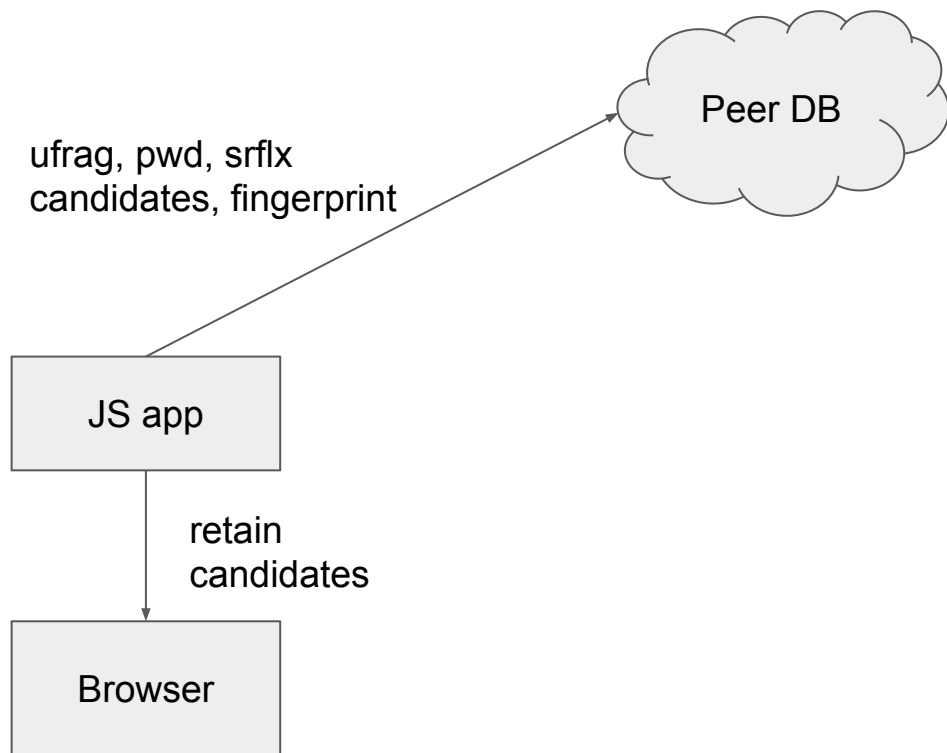 Peer DB
ufrag, pwd, srflx
candidates, fingerprint
JS app
retain
candidates
Browser